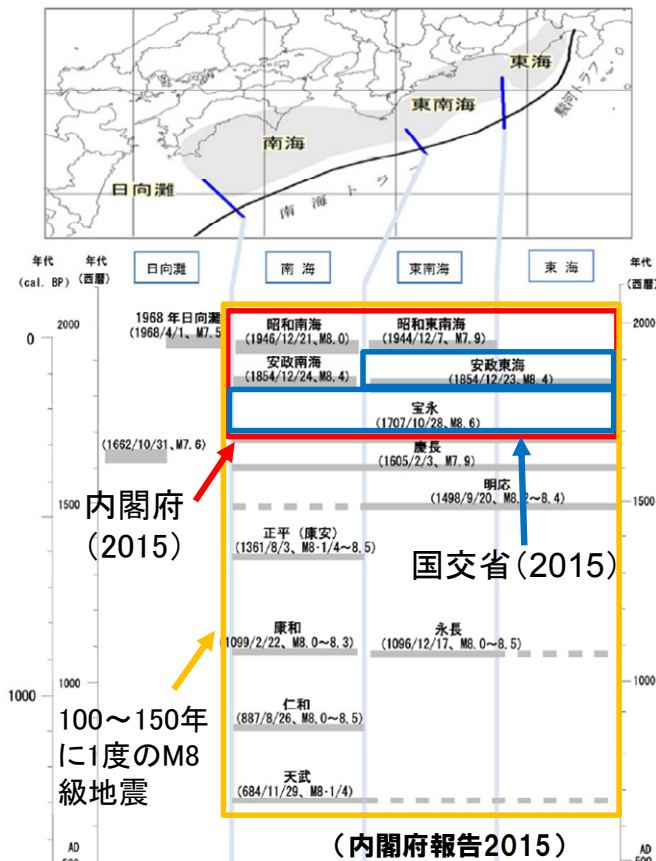 東海
東南海
駿河トラフ
南海
日向灘
南海トラフ
年代
(cal. BP)
年代
(西暦)
日向灘
南 海
東南海
東 海
年代
(西暦)
0
2000
2000
1968 年日向灘
(1968/4/1、M7.5
昭和南海
(1946/12/21、M8.0)
昭和東南海
(1944/12/7、M7.9)
安政南海
(1854/12/24、M8.4)
安政東海
(1854/12/23、M8.4)
宝永
(1707/10/28、M8.6)
(1662/10/31、M7.6)
慶長
(1605/2/3、M7.9)
明応
(1498/9/20、M8.2～8.4)
1500
1500
内閣府
(2015)
国交省(2015)
正平（康安）
(1361/8/3、M8-1/4～8.5)
康和
(1099/2/22、M8.0～8.3)
永長
(1096/12/17、M8.0～8.5)
1000
1000
1000
100～150年
に1度のM8
級地震
仁和
(887/8/26、M8.0～8.5)
天武
(684/11/29、M8-1/4)
AD
AD
（内閣府報告2015）